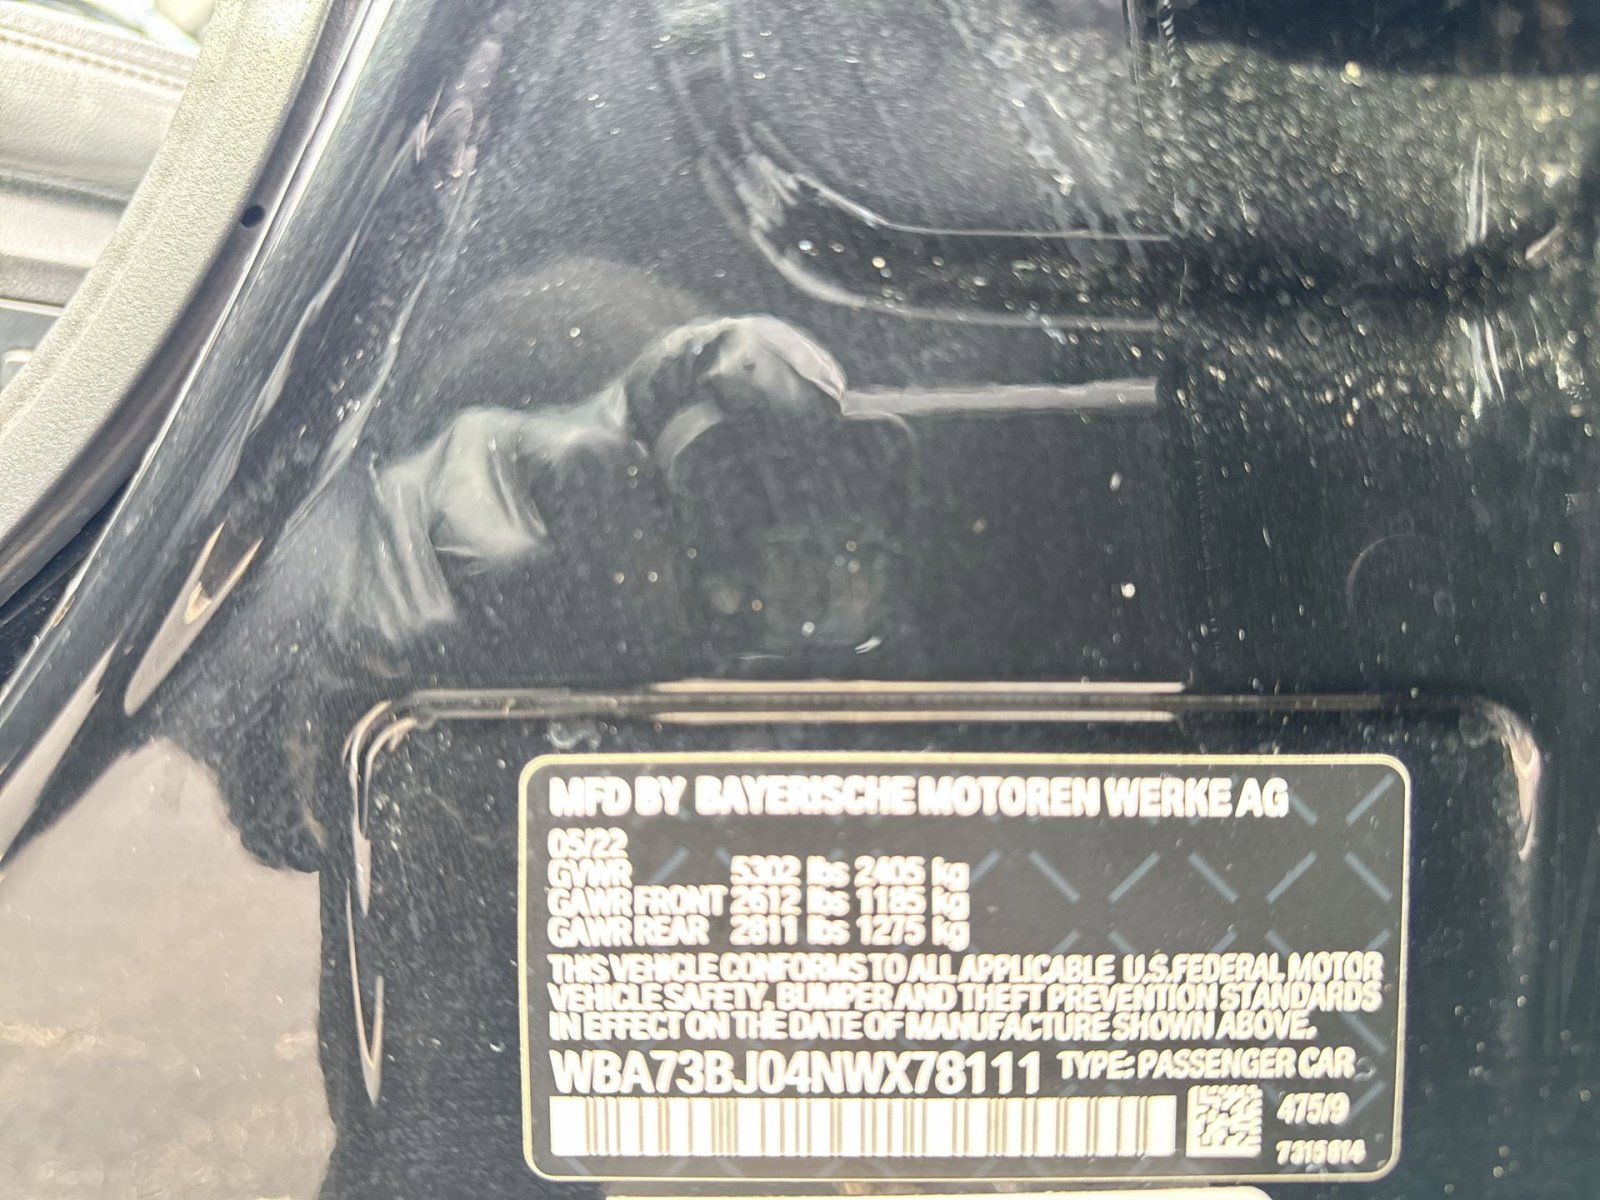 MFD BY BAYERISCHE MOTOREN WERKE AG
05/22
GVWR 5302 lbs 2405 kg
GAWR FRONT 2612 lbs 1185 kg
GAWR REAR 2811 lbs 1275 kg
THIS VEHICLE CONFORMS TO ALL APPLICABLE U.S. FEDERAL MOTOR
VEHICLE SAFETY, BUMPER AND THEFT PREVENTION STANDARDS
IN EFFECT ON THE DATE OF MANUFACTURE SHOWN ABOVE.
WBA73BJ04NWX78111 TYPE: PASSENGER CAR
475/9
7315614